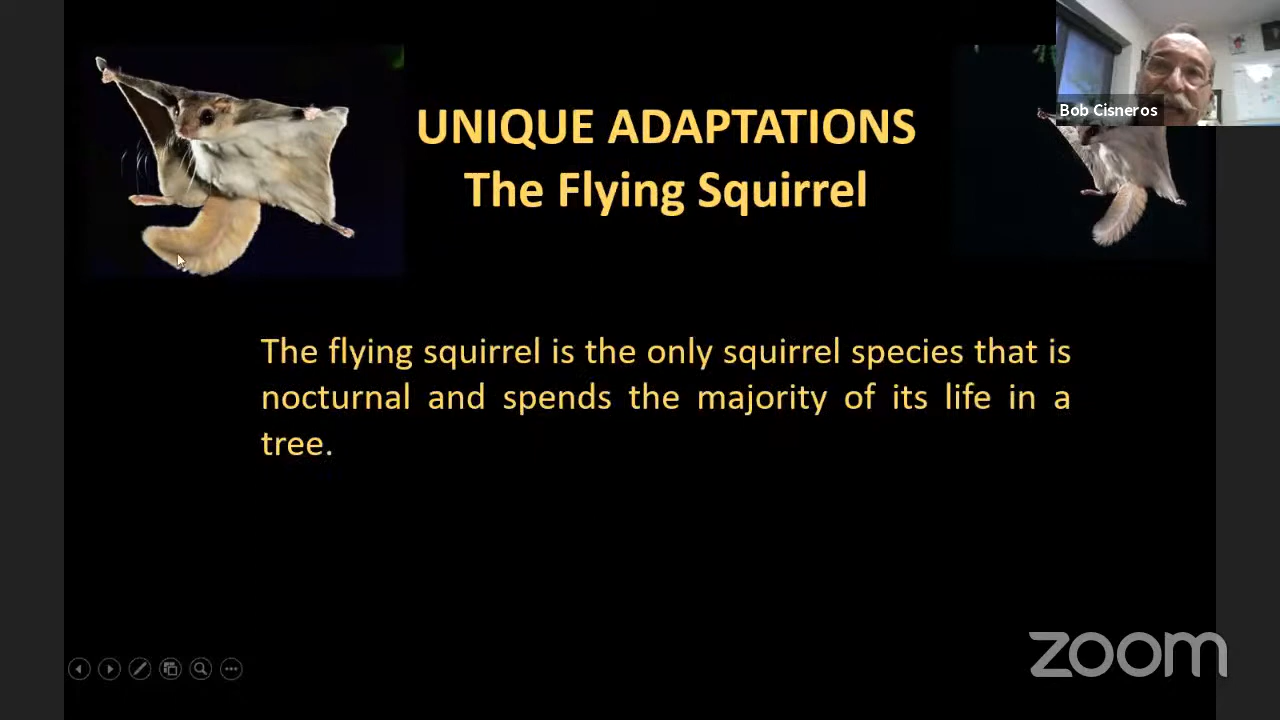 UNIQUE ADAPTATIONS
The Flying Squirrel
Bob Cisneros
The flying squirrel is the only squirrel species that is
nocturnal and spends the majority of its life in a
tree.
zoom